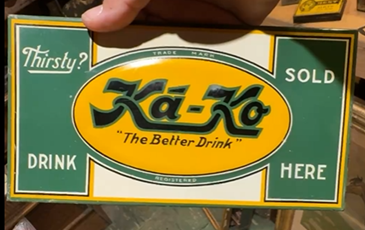 Thirsty?
TRADE MARK
SOLD
Ká-Ko
"The Better Drink"
DRINK
HERE
REGISTERED